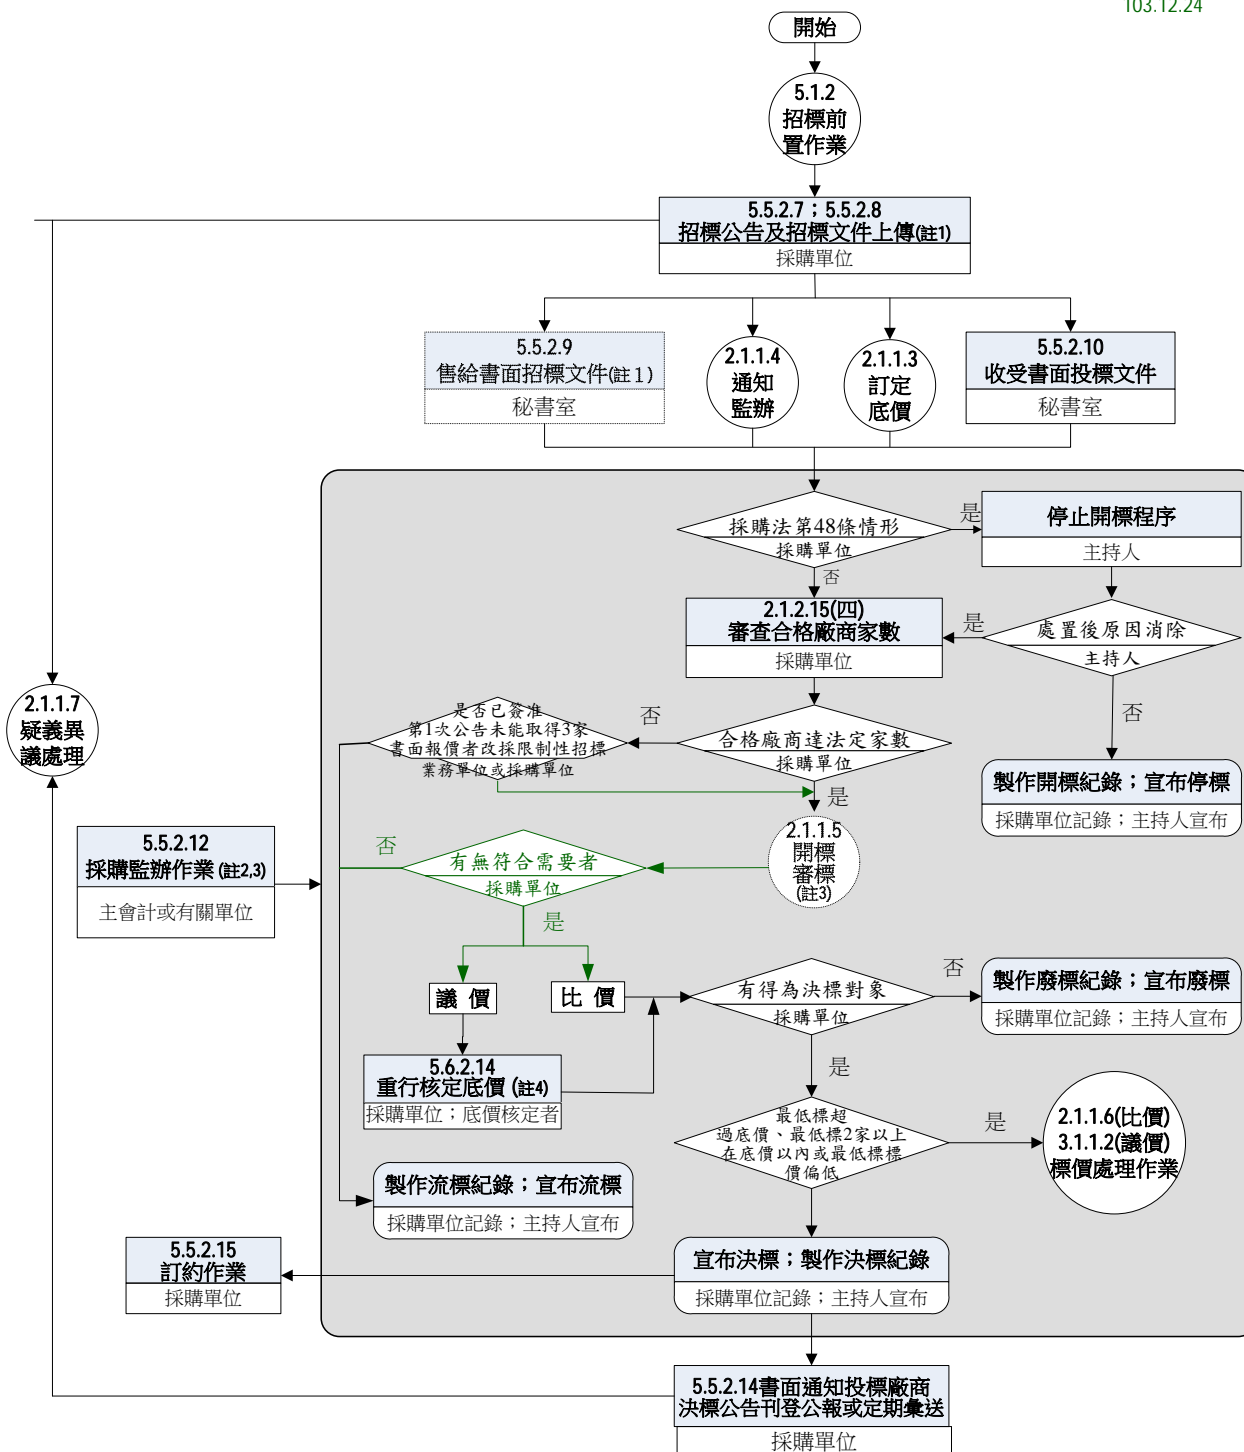 103.12.24
開始
5.1.2
招標前
置作業
5.5.2.7；5.5.2.8
招標公告及招標文件上傳(註1)
採購單位
5.5.2.9
售給書面招標文件(註１)
秘書室
2.1.1.4
通知
監辦
2.1.1.3
訂定
底價
5.5.2.10
收受書面投標文件
秘書室
採購法第48條情形
採購單位
是
否
停止開標程序
主持人
2.1.2.15(四)
審查合格廠商家數
採購單位
是
處置後原因消除
主持人
否
2.1.1.7
疑義異
議處理
是否已簽准
第1次公告未能取得3家
書面報價者改採限制性招標
業務單位或採購單位
否
合格廠商達法定家數
採購單位
是
製作開標紀錄；宣布停標
採購單位記錄；主持人宣布
5.5.2.12
採購監辦作業(註2,3)
主會計或有關單位
否
有無符合需要者
採購單位
是
2.1.1.5
開標
審標
(註3)
議 價
比 價
有得為決標對象
採購單位
否
是
製作廢標紀錄；宣布廢標
採購單位記錄；主持人宣布
5.6.2.14
重行核定底價(註4)
採購單位；底價核定者
最低標超
過底價、最低標2家以上
在底價以內或最低標標
價偏低
是
2.1.1.6(比價)
3.1.1.2(議價)
標價處理作業
製作流標紀錄；宣布流標
採購單位記錄；主持人宣布
5.5.2.15
訂約作業
採購單位
宣布決標；製作決標紀錄
採購單位記錄；主持人宣布
5.5.2.14書面通知投標廠商
決標公告刊登公報或定期彙送
採購單位